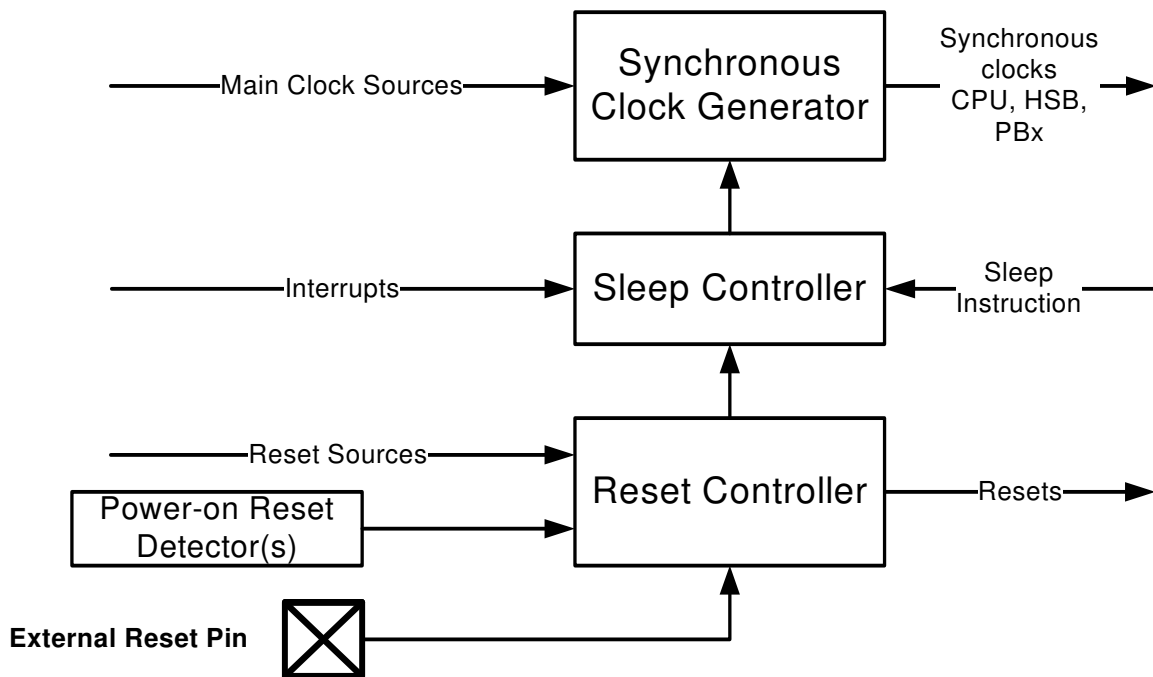 Main Clock Sources
Synchronous
Clock Generator
Synchronous
clocks
CPU, HSB,
PBx
Interrupts
Sleep Controller
Sleep
Instruction
Reset Sources
Reset Controller
Resets
Power-on Reset
Detector(s)
External Reset Pin